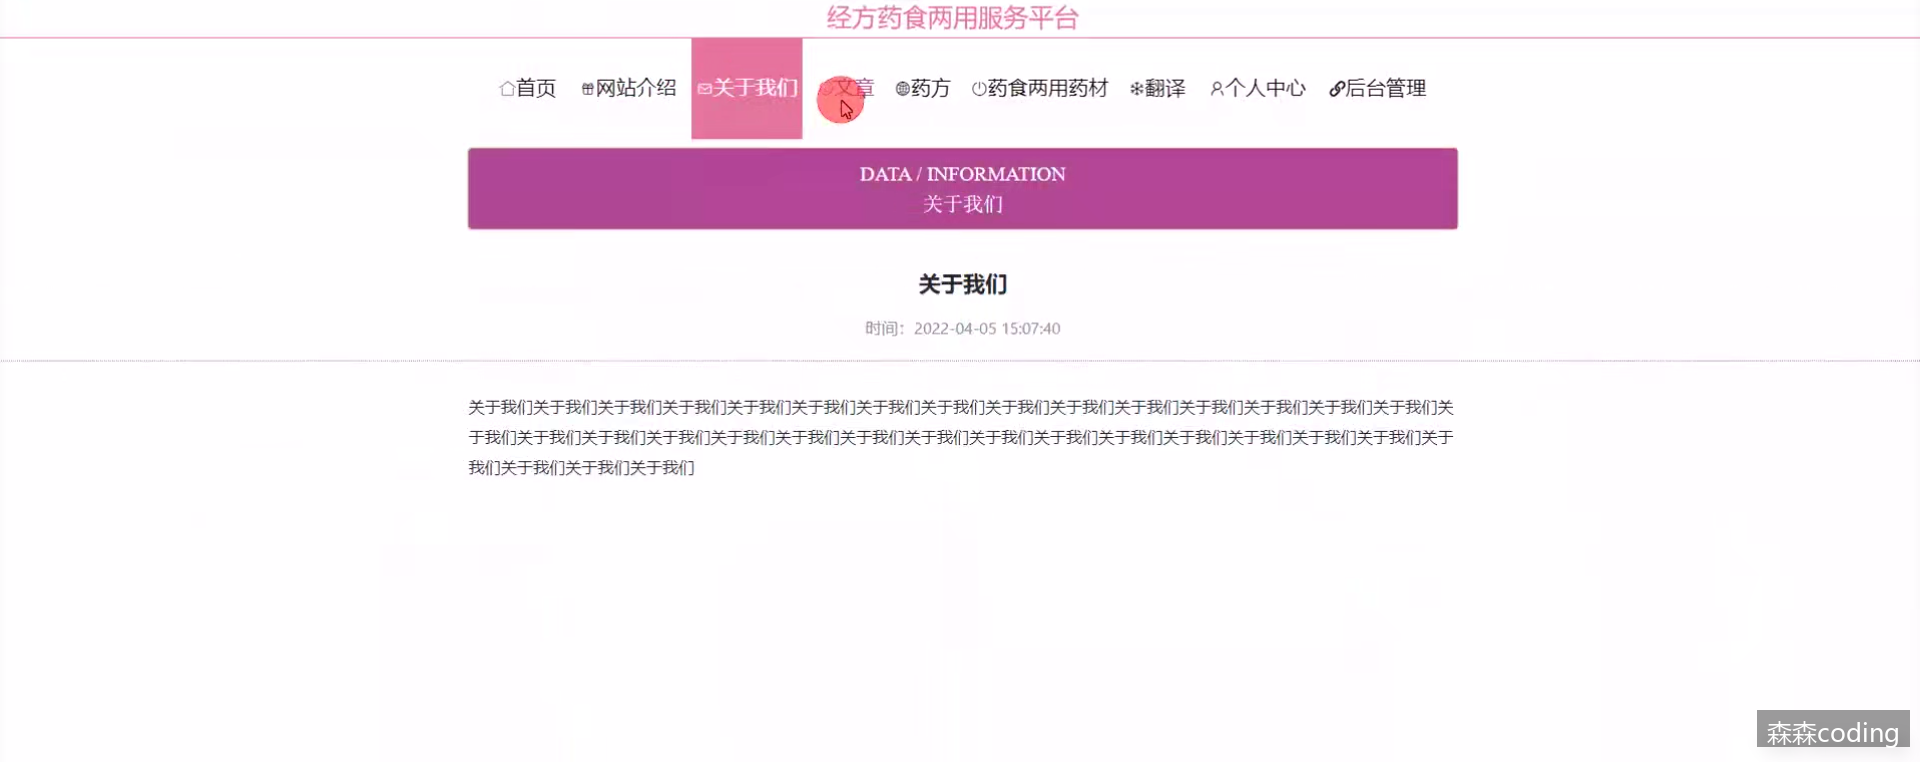 经方药食两用服务平台
首页 网站介绍 关于我们 文章 药方 药食两用药材 翻译 个人中心 后台管理
DATA / INFORMATION
关于我们
关于我们
时间：2022-04-05 15:07:40
关于我们关于我们关于我们关于我们关于我们关于我们关于我们关于我们关于我们关于我们关于我们关于我们关于我们关于我们关于我们关
于我们关于我们关于我们关于我们关于我们关于我们关于我们关于我们关于我们关于我们关于我们关于我们关于我们关于我们关于我们关于
我们关于我们关于我们关于我们
森森coding